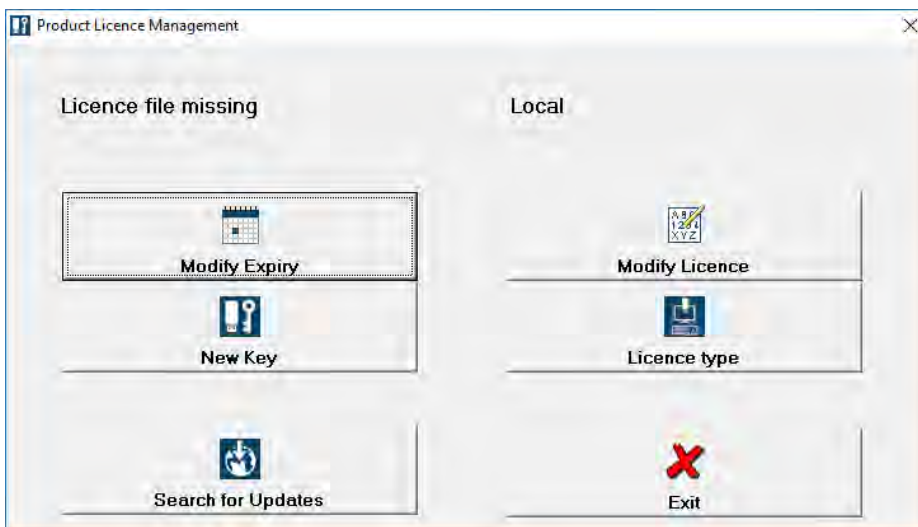 Product Licence Management
Licence file missing
Local
Modify Expiry
Modify Licence
New Key
Licence type
Search for Updates
Exit